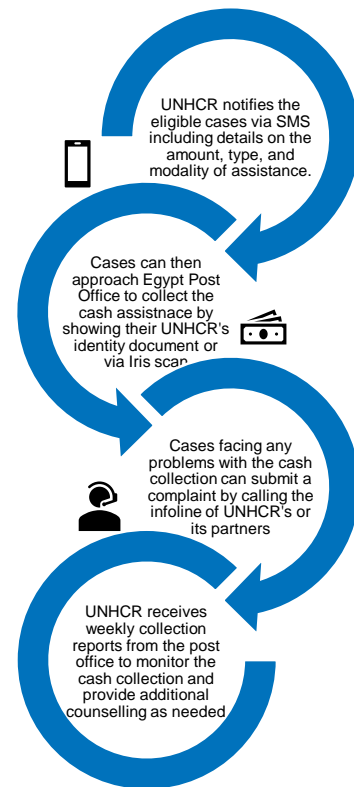 UNHCR notifies the
eligible cases via SMS
including details on the
amount, type, and
modality of assistance.
Cases can then
approach Egypt Post
Office to collect the
cash assistnace by
showing their UNHCR's
identity document or
via Iris scan
Cases facing any
problems with the cash
collection can submit a
complaint by calling the
infoline of UNHCR's or
its partners
UNHCR receives
weekly collection
reports from the post
office to monitor the
cash collection and
provide additional
counselling as needed